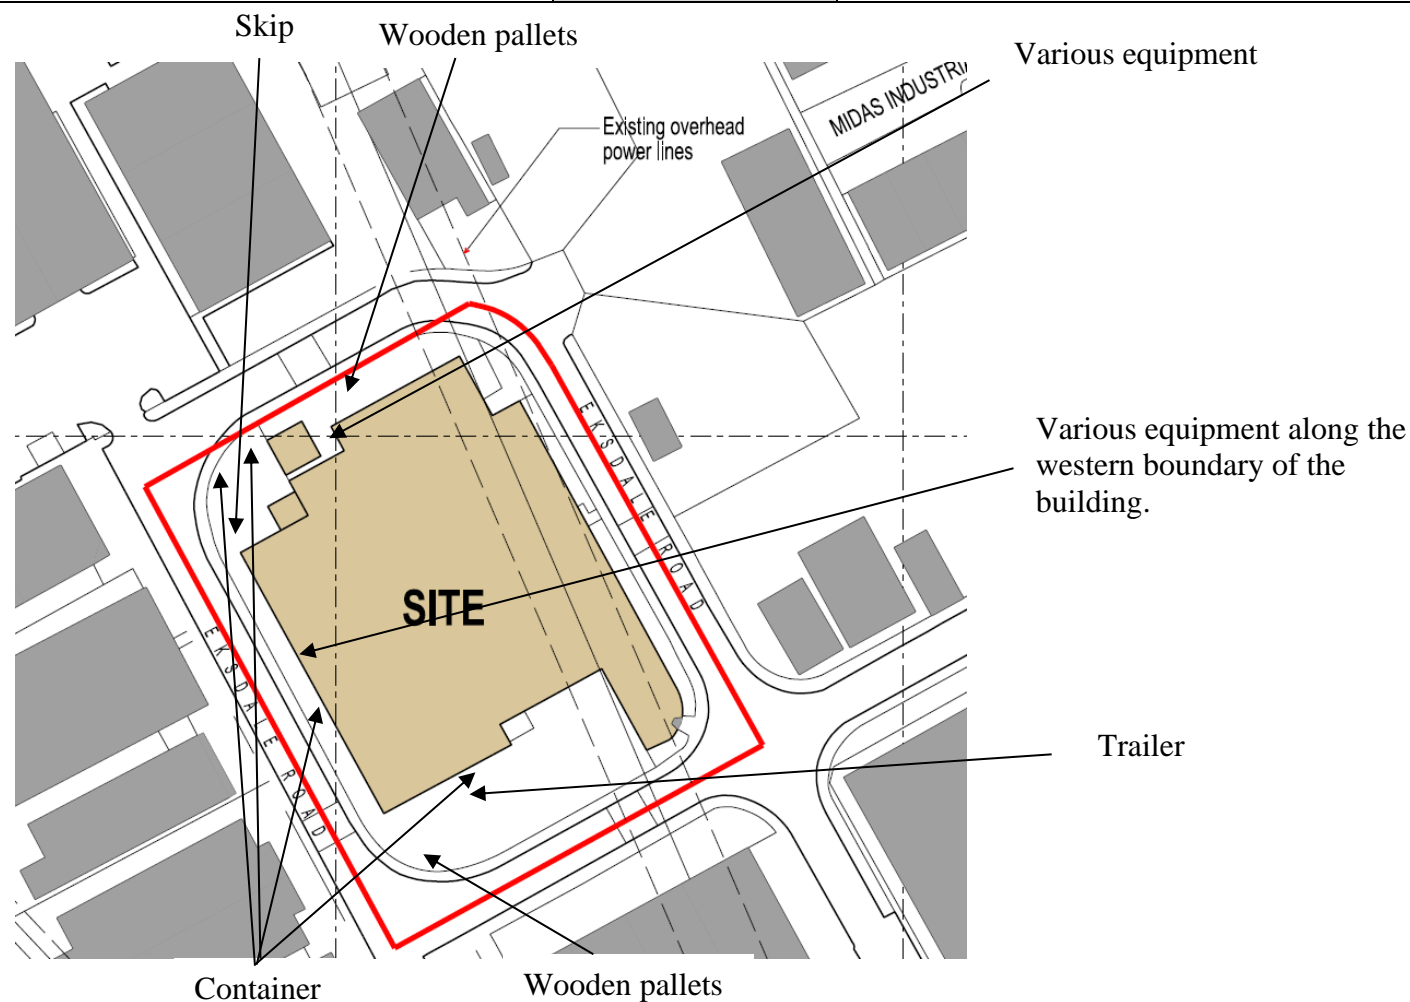 Skip
Wooden pallets
Various equipment
MIDAS INDUSTRIA
Existing overhead
power lines
EKSDALE ROAD
Various equipment along the
western boundary of the
building.
SITE
EKSDALE ROAD
Trailer
Container
Wooden pallets